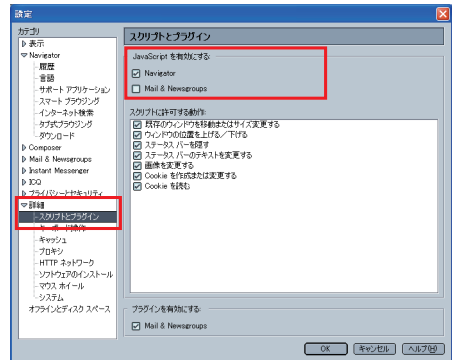 設定
カテゴリ
表示
Navigator
履歴
言語
サポート アプリケーション
スマート ブラウジング
インターネット検索
タブ式ブラウジング
ダウンロード
Composer
Mail & Newsgroups
Instant Messenger
ICQ
プライバシーとセキュリティ
詳細
スクリプトとプラグイン
キーボード操作
キャッシュ
プロキシ
HTTP ネットワーク
ソフトウェアのインストール
マウス ホイール
システム
オフラインとディスク スペース
スクリプトとプラグイン
JavaScript を有効にする:
Navigator
Mail & Newsgroups
スクリプトに許可する動作:
既存のウィンドウを移動またはサイズ変更する
ウィンドウの位置を上げる/下げる
ステータス バーを隠す
ステータス バーのテキストを変更する
画像を変更する
Cookie を作成または変更する
Cookie を読む
プラグインを有効にする:
Mail & Newsgroups
OK
キャンセル
ヘルプ(H)